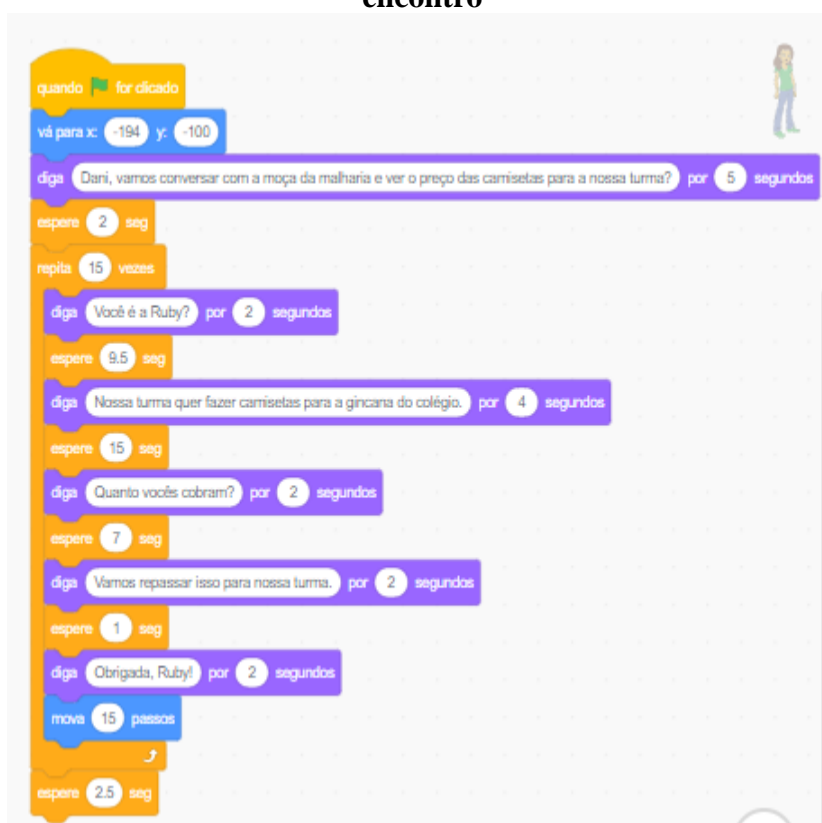 encontro
quando for clicado
vá para x: -194 y: -100
diga Dani, vamos conversar com a moça da malharia e ver o preço das camisetas para a nossa turma? por 5 segundos
espere 2 seg
repita 15 vezes
diga Você é a Ruby? por 2 segundos
espere 9.5 seg
diga Nossa turma quer fazer camisetas para a gincana do colégio. por 4 segundos
espere 15 seg
diga Quanto vocês cobram? por 2 segundos
espere 7 seg
diga Vamos repassar isso para nossa turma. por 2 segundos
espere 1 seg
diga Obrigada, Ruby! por 2 segundos
mova 15 passos
espere 2.5 seg